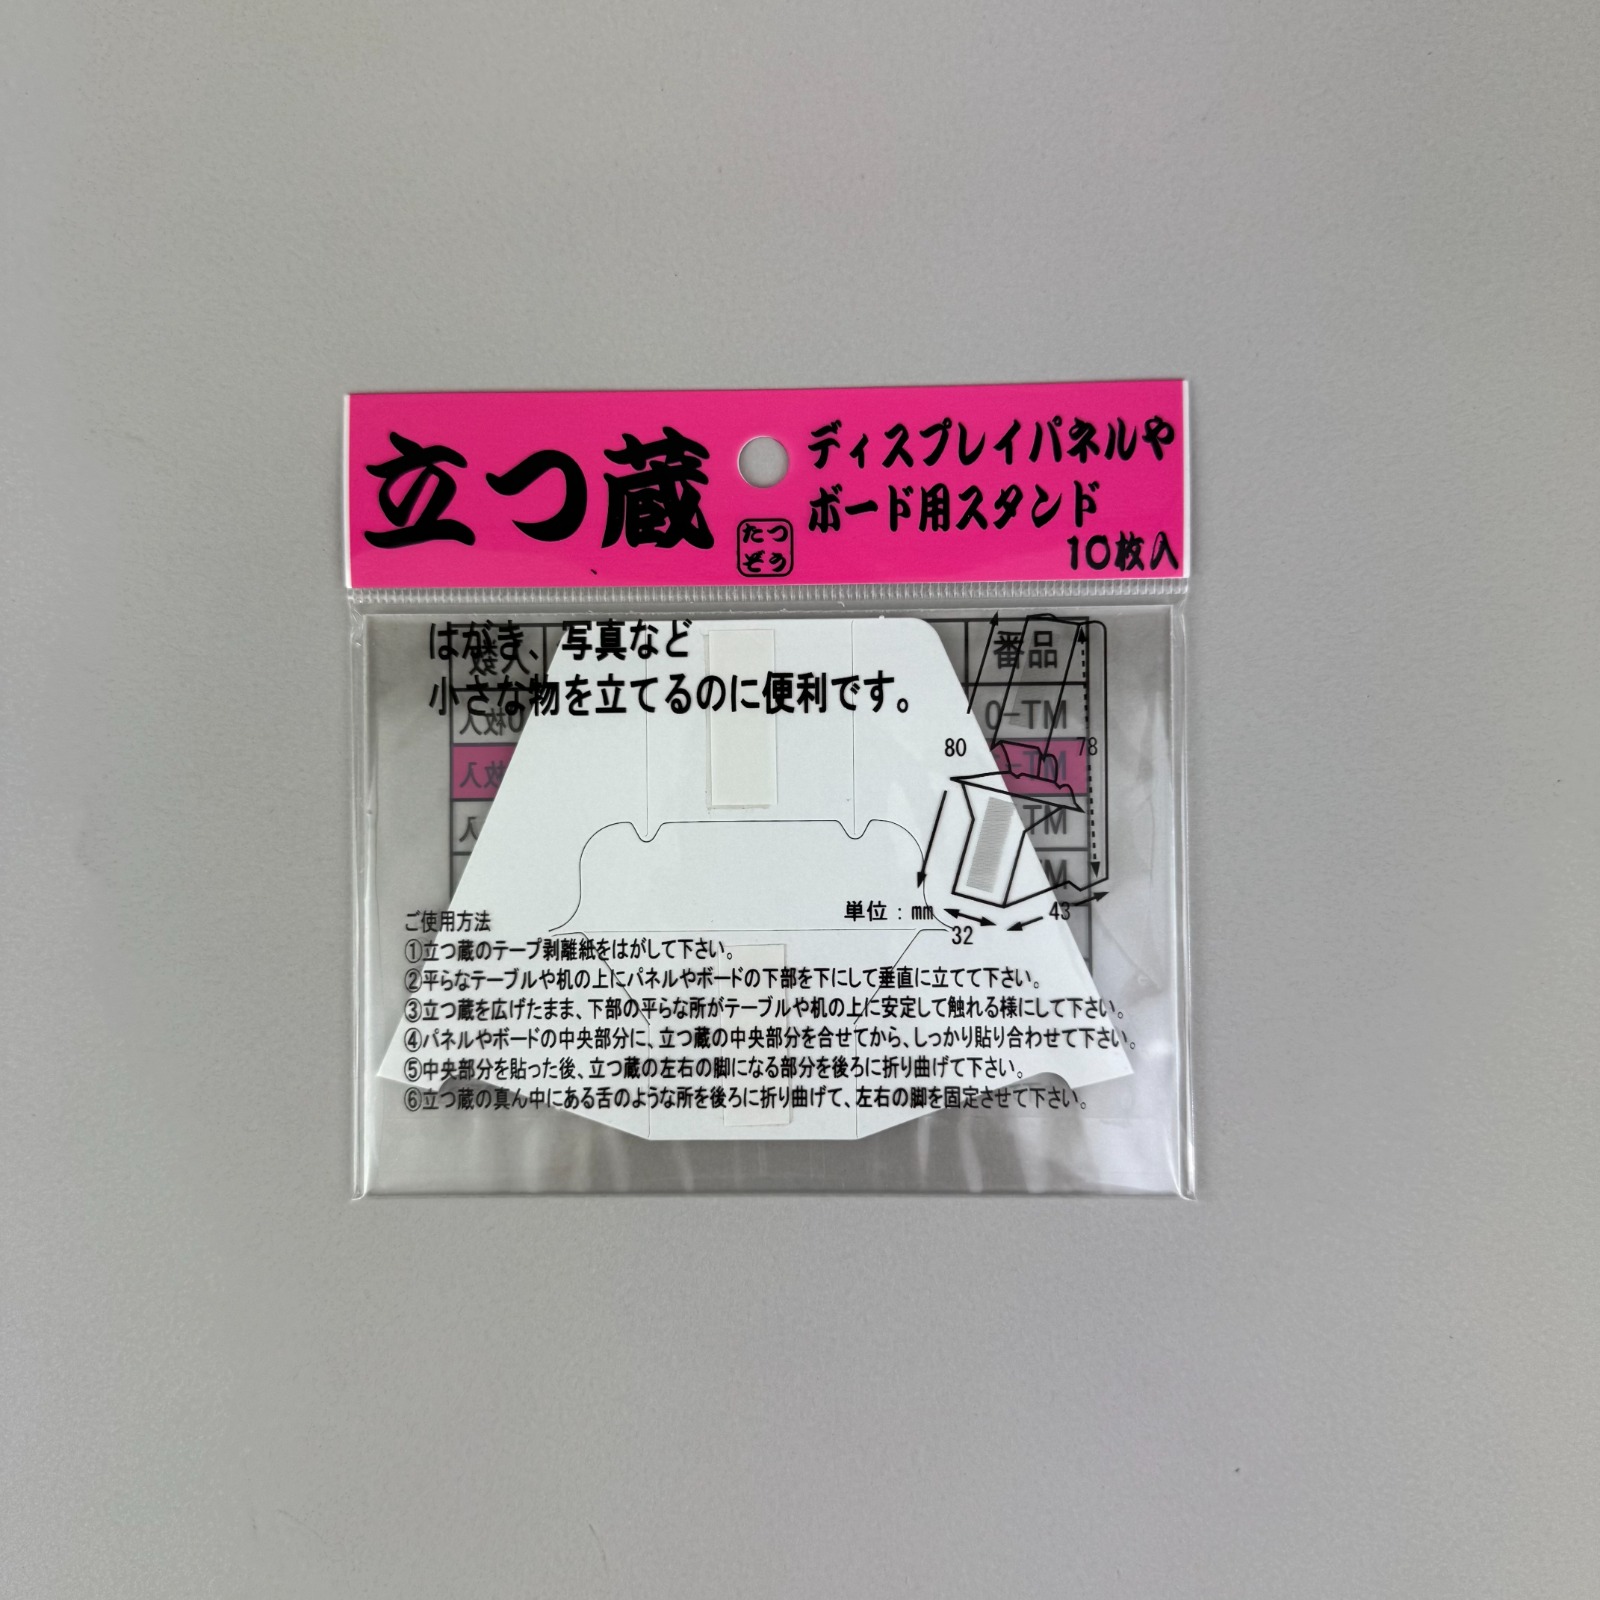 立つ蔵
たつ
ぞう
ディスプレイパネルや
ボード用スタンド
10枚入
はがき、写真など
小さな物を立てるのに便利です。
品番
入数
MT-0
80
78
単位：mm
32
43
ご使用方法
①立つ蔵のテープ剥離紙をはがして下さい。
②平らなテーブルや机の上にパネルやボードの下部を下にして垂直に立てて下さい。
③立つ蔵を広げたまま、下部の平らな所がテーブルや机の上に安定して触れる様にして下さい。
④パネルやボードの中央部分に、立つ蔵の中央部分を合せてから、しっかり貼り合わせて下さい。
⑤中央部分を貼った後、立つ蔵の左右の脚になる部分を後ろに折り曲げて下さい。
⑥立つ蔵の真ん中にある舌のような所を後ろに折り曲げて、左右の脚を固定させて下さい。